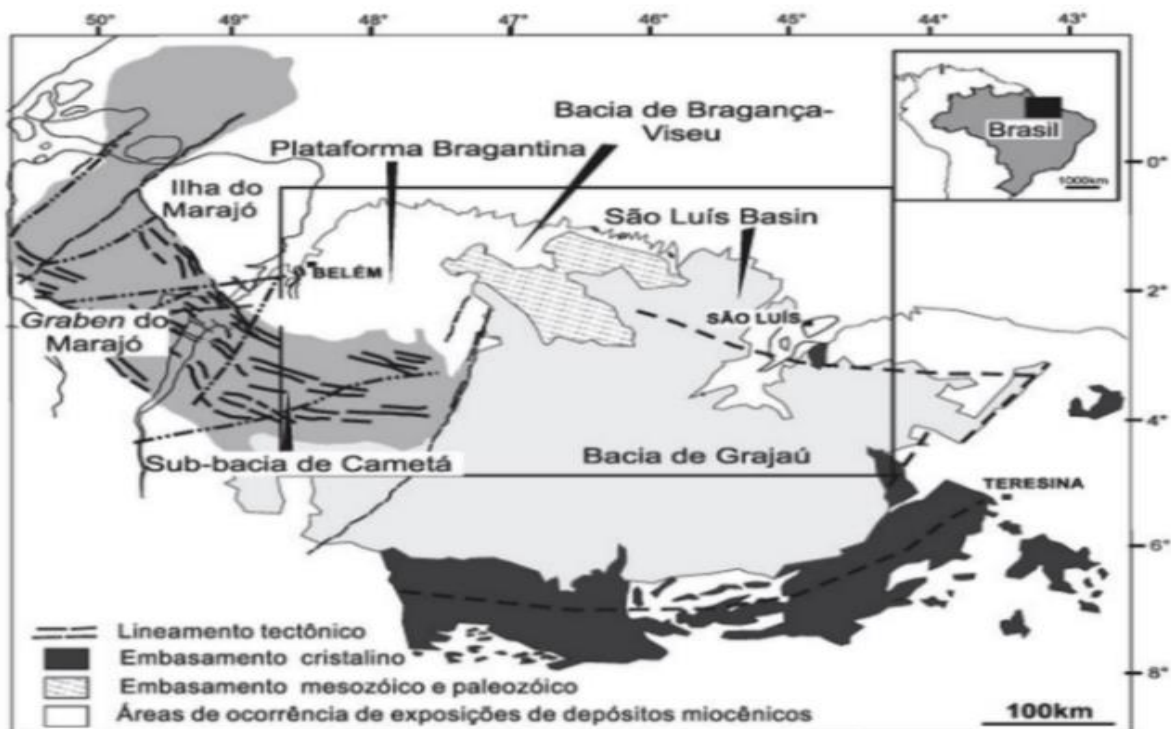 50°
49°
48°
47°
46°
45°
44°
43°
Bacia de Bragança-
Viseu
Plataforma Bragantina
Brasil
1000km
0°
Ilha do
Marajó
São Luís Basin
BELÉM
2°
Graben do
Marajó
SÃO LUÍS
4°
Sub-bacia de Cametá
Bacia de Grajaú
TERESINA
6°
Lineamento tectônico
Embasamento cristalino
Embasamento mesozóico e paleozóico
8°
Áreas de ocorrência de exposições de depósitos miocênicos
100km